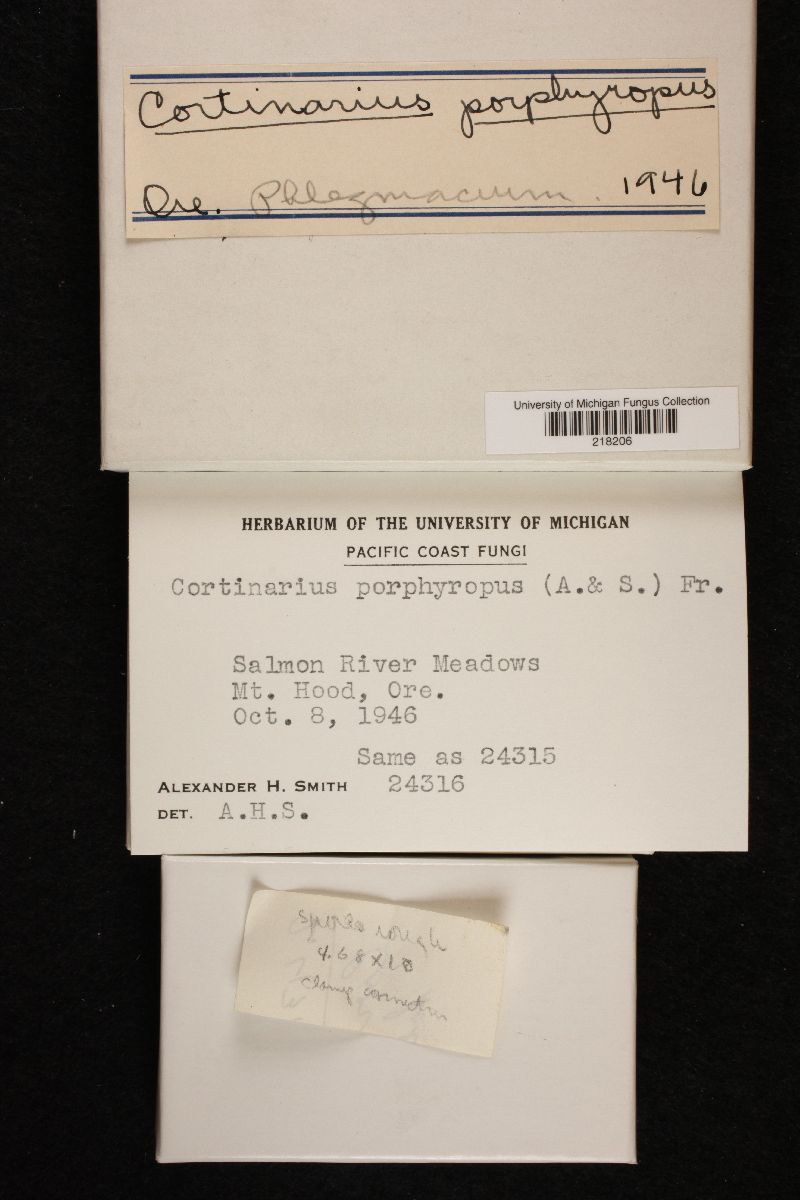 Cortinarius porphyropus
Ore. Phlegmacium. 1946
University of Michigan Fungus Collection
218206
HERBARIUM OF THE UNIVERSITY OF MICHIGAN
PACIFIC COAST FUNGI
Cortinarius porphyropus (A.& S.) Fr.
Salmon River Meadows
Mt. Hood, Ore.
Oct. 8, 1946
Same as 24315
ALEXANDER H. SMITH 24316
DET. A.H.S.
spores rough
clamp connections